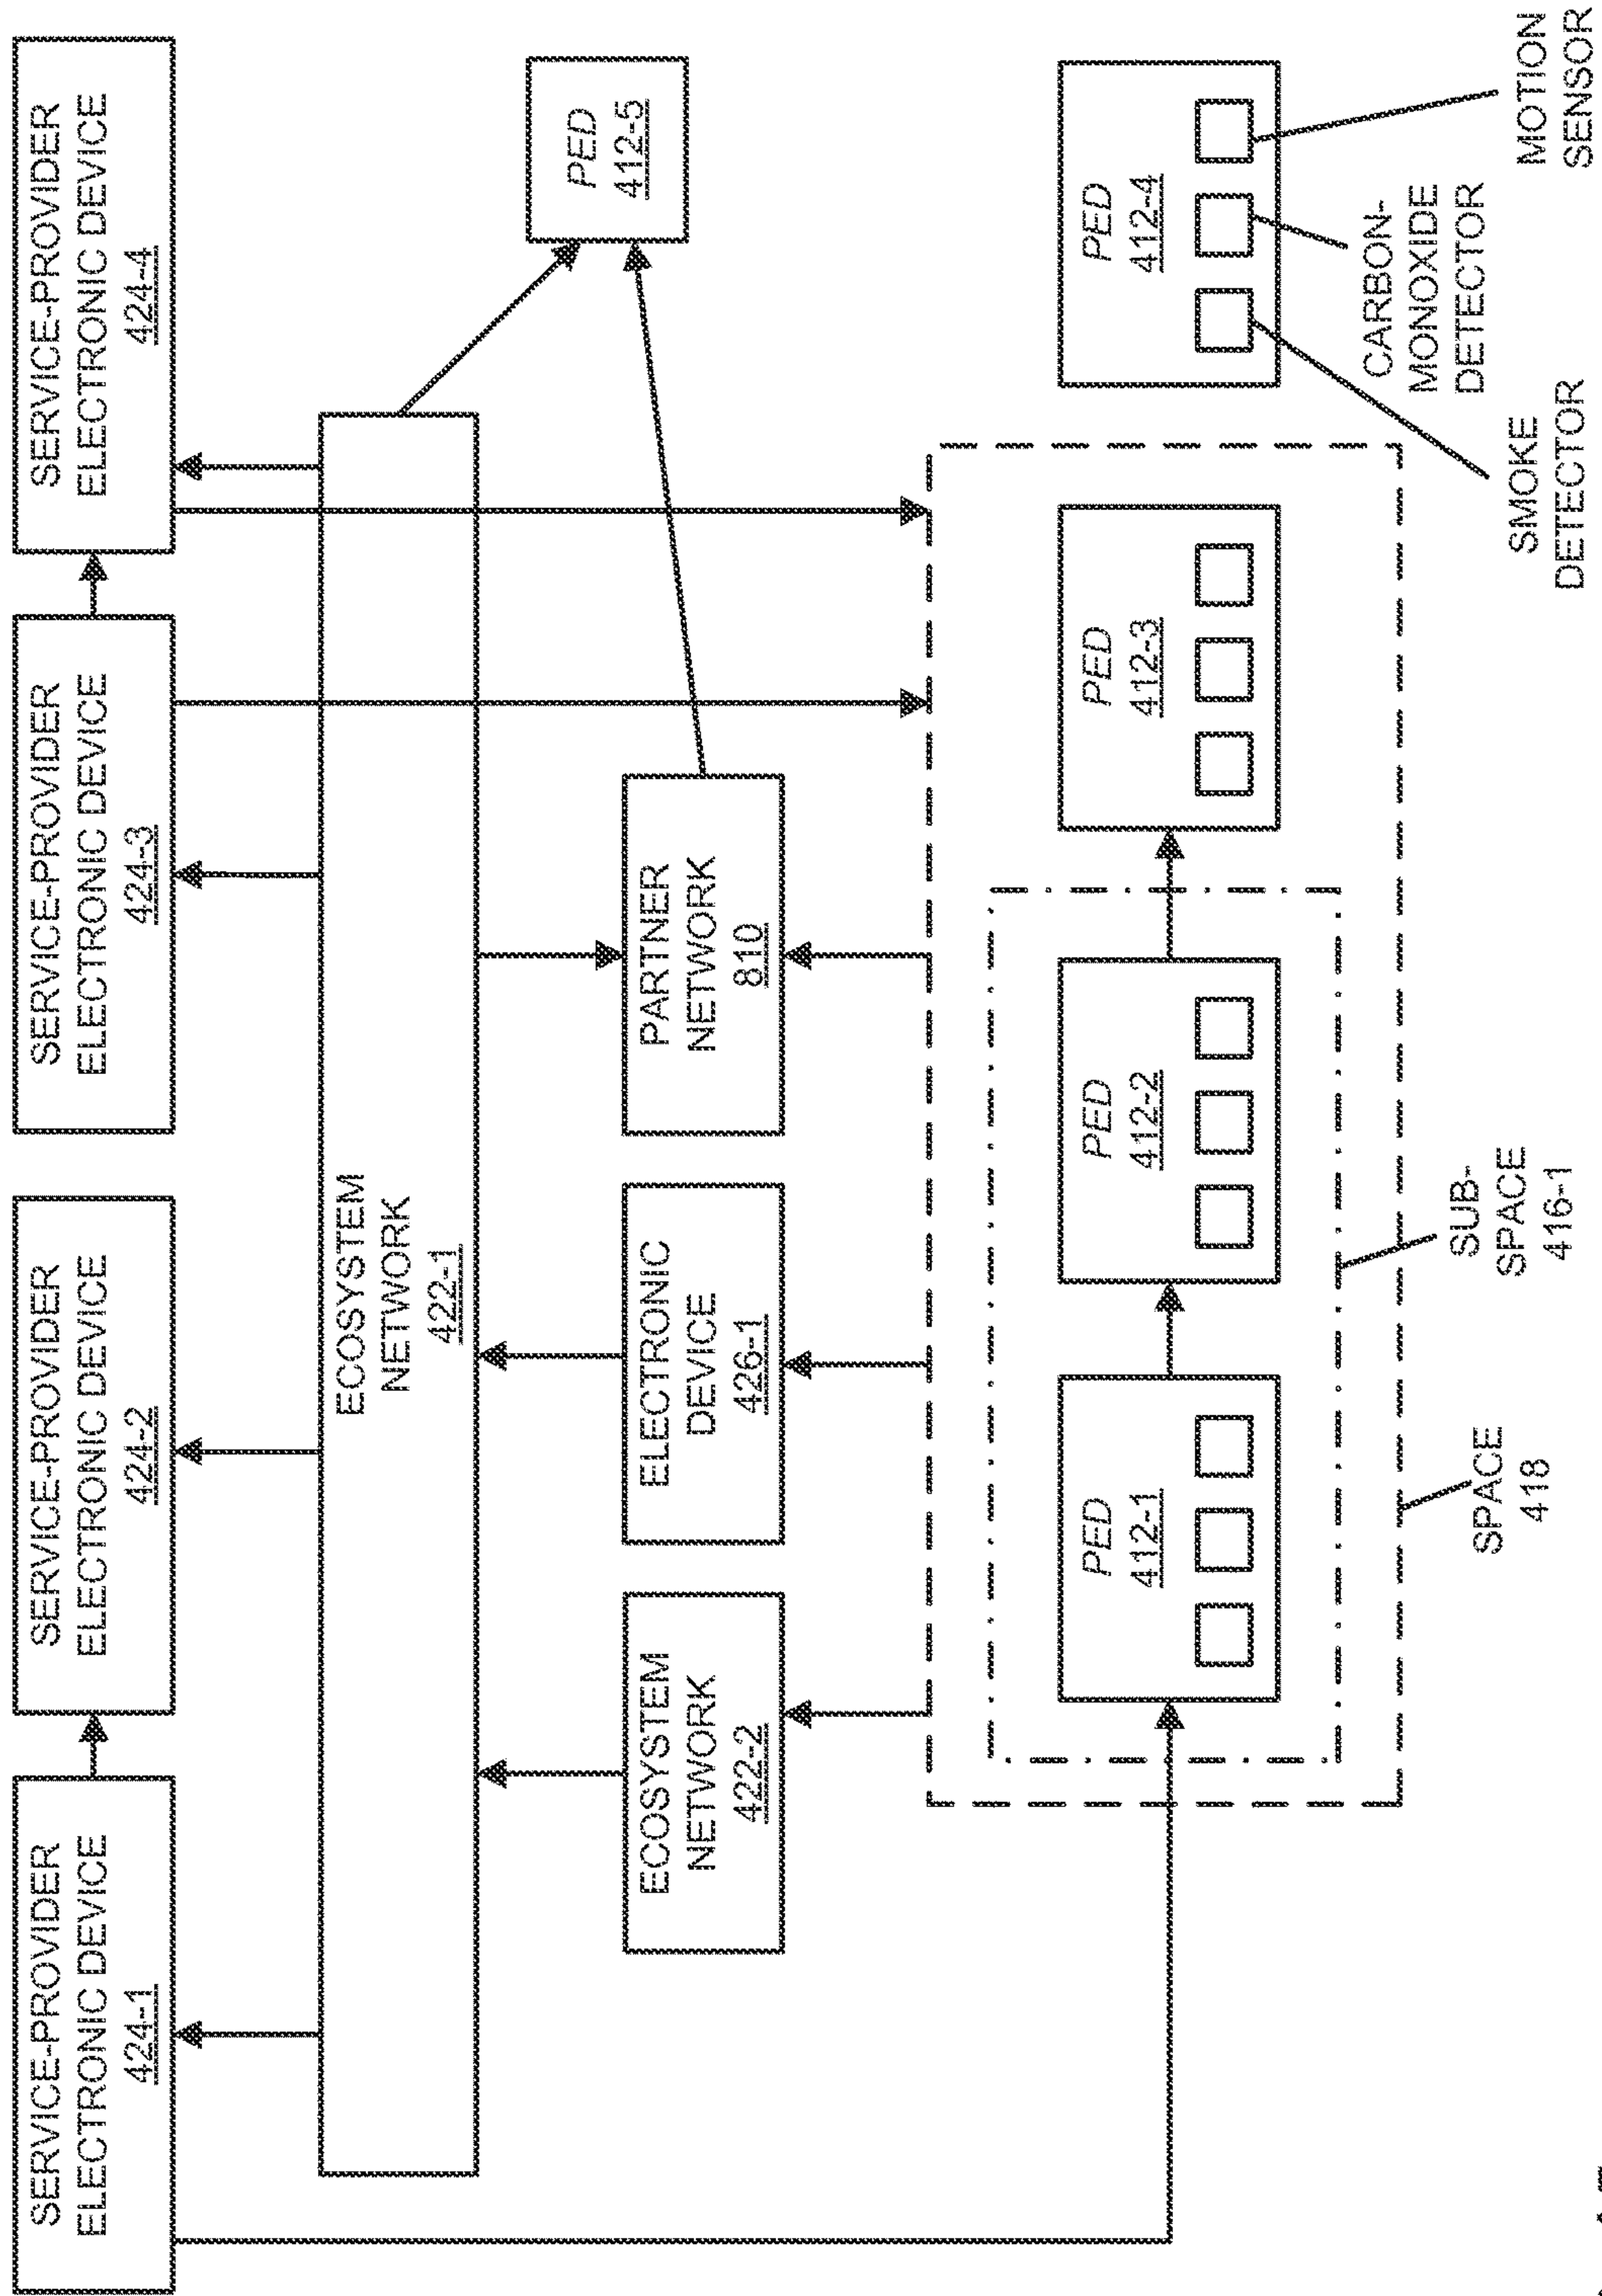 SERVICE-PROVIDER
ELECTRONIC DEVICE
424-1
SERVICE-PROVIDER
ELECTRONIC DEVICE
424-2
SERVICE-PROVIDER
ELECTRONIC DEVICE
424-3
SERVICE-PROVIDER
ELECTRONIC DEVICE
424-4
ECOSYSTEM
NETWORK
422-1
PED
412-5
ECOSYSTEM
NETWORK
422-2
ELECTRONIC
DEVICE
426-1
PARTNER
NETWORK
810
PED
412-1
PED
412-2
PED
412-3
PED
412-4
SPACE
418
SUB-
SPACE
416-1
SMOKE
DETECTOR
CARBON-
MONOXIDE
DETECTOR
MOTION
SENSOR